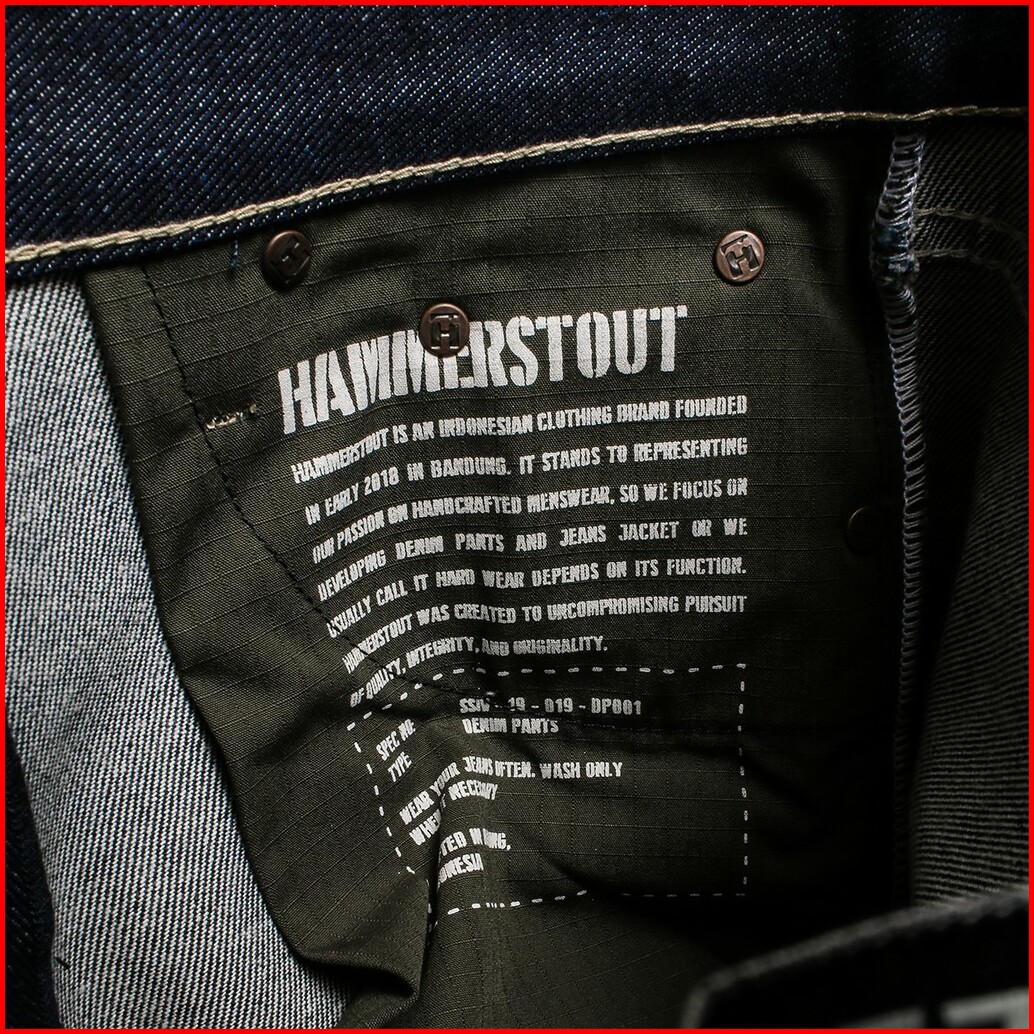 HAMMERSTOUT
HAMMERSTOUT IS AN INDONESIAN CLOTHING BRAND FOUNDED
IN EARLY 2018 IN BANDUNG. IT STANDS TO REPRESENTING
OUR PASSION ON HANDCRAFTED MENSWEAR, SO WE FOCUS ON
DEVELOPING DENIM PANTS AND JEANS JACKET OR WE
USUALLY CALL IT HARD WEAR DEPENDS ON ITS FUNCTION.
HAMMERSTOUT WAS CREATED TO UNCOMPROMISING PURSUIT
OF QUALITY, INTEGRITY, AND ORIGINALITY.
SPEC NO 19 - 019 - DP001
TYPE DENIM PANTS
WEAR YOUR JEANS OFTEN. WASH ONLY